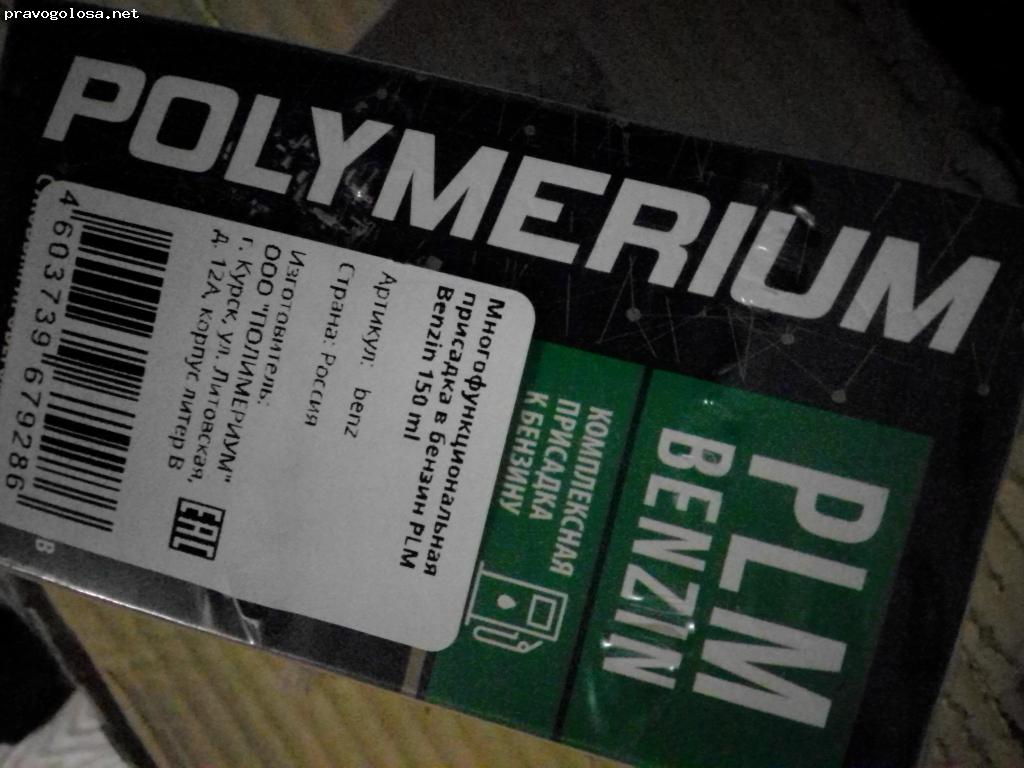 pravogolosa.net
POLYMERIUM
PLM
BENZIN
КОМПЛЕКСНАЯ
ПРИСАДКА
К БЕНЗИНУ
Многофункциональная
присадка в бензин PLM
Benzin 150 ml
Артикул: benz
Страна: Россия
Изготовитель:
ООО "ПОЛИМЕРИУМ"
г. Курск, ул. Литовская,
д. 12А, корпус литер В
EAC
4 603739 679286
В